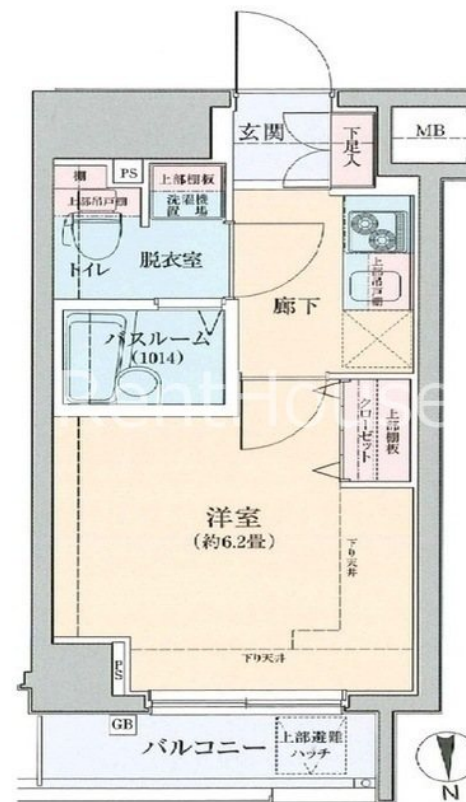 玄関
下足入
MB
棚
PS
上部棚板
洗濯機
置場
上部吊戸棚
トイレ
脱衣室
上部吊戸棚
廊下
バスルーム
(1014)
RentHouse
クローゼット
上部棚板
洋室
(約6.2畳)
下り天井
下り天井
PS
GB
バルコニー
上部避難
ハッチ
N